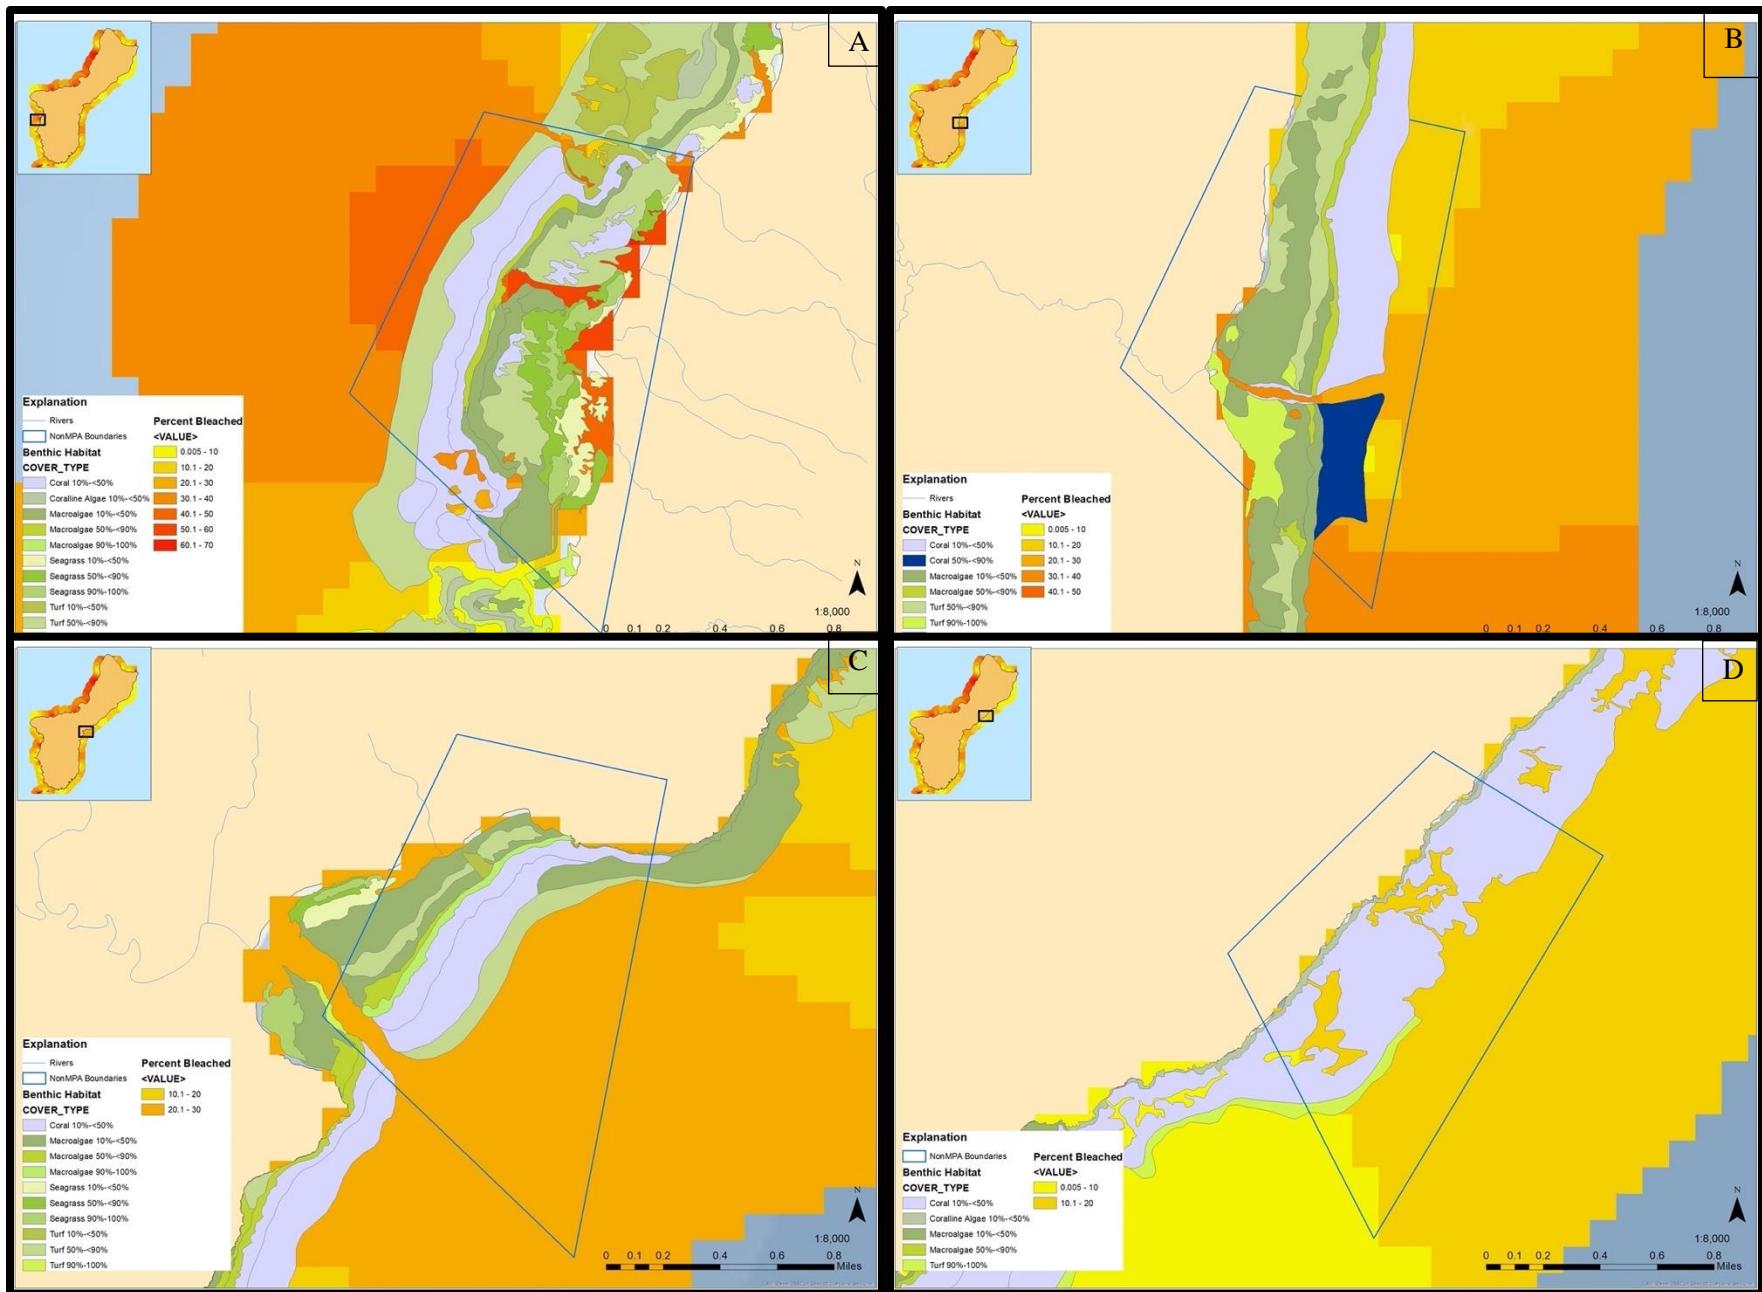 A
Explanation
Rivers
NonMPA Boundaries
Benthic Habitat
COVER_TYPE
Coral 10%-<50%
Coralline Algae 10%-<50%
Macroalgae 10%-<50%
Macroalgae 50%-<90%
Macroalgae 90%-100%
Seagrass 10%-<50%
Seagrass 50%-<90%
Seagrass 90%-100%
Turf 10%-<50%
Turf 50%-<90%
Percent Bleached
<VALUE>
0.005 - 10
10.1 - 20
20.1 - 30
30.1 - 40
40.1 - 50
50.1 - 60
60.1 - 70
N
1:8,000
0 0.1 0.2 0.4 0.6 0.8
B
Explanation
Rivers
NonMPA Boundaries
Benthic Habitat
COVER_TYPE
Coral 10%-<50%
Coral 50%-<90%
Macroalgae 10%-<50%
Macroalgae 50%-<90%
Turf 50%-<90%
Turf 90%-100%
Percent Bleached
<VALUE>
0.005 - 10
10.1 - 20
20.1 - 30
30.1 - 40
40.1 - 50
N
1:8,000
0 0.1 0.2 0.4 0.6 0.8
C
Explanation
Rivers
NonMPA Boundaries
Benthic Habitat
COVER_TYPE
Coral 10%-<50%
Macroalgae 10%-<50%
Macroalgae 50%-<90%
Macroalgae 90%-100%
Seagrass 10%-<50%
Seagrass 50%-<90%
Seagrass 90%-100%
Turf 10%-<50%
Turf 50%-<90%
Turf 90%-100%
Percent Bleached
<VALUE>
10.1 - 20
20.1 - 30
N
1:8,000
0 0.1 0.2 0.4 0.6 0.8
Miles
D
Explanation
NonMPA Boundaries
Benthic Habitat
COVER_TYPE
Coral 10%-<50%
Coralline Algae 10%-<50%
Macroalgae 10%-<50%
Macroalgae 50%-<90%
Turf 90%-100%
Percent Bleached
<VALUE>
0.005 - 10
10.1 - 20
N
1:8,000
0 0.1 0.2 0.4 0.6 0.8
Miles